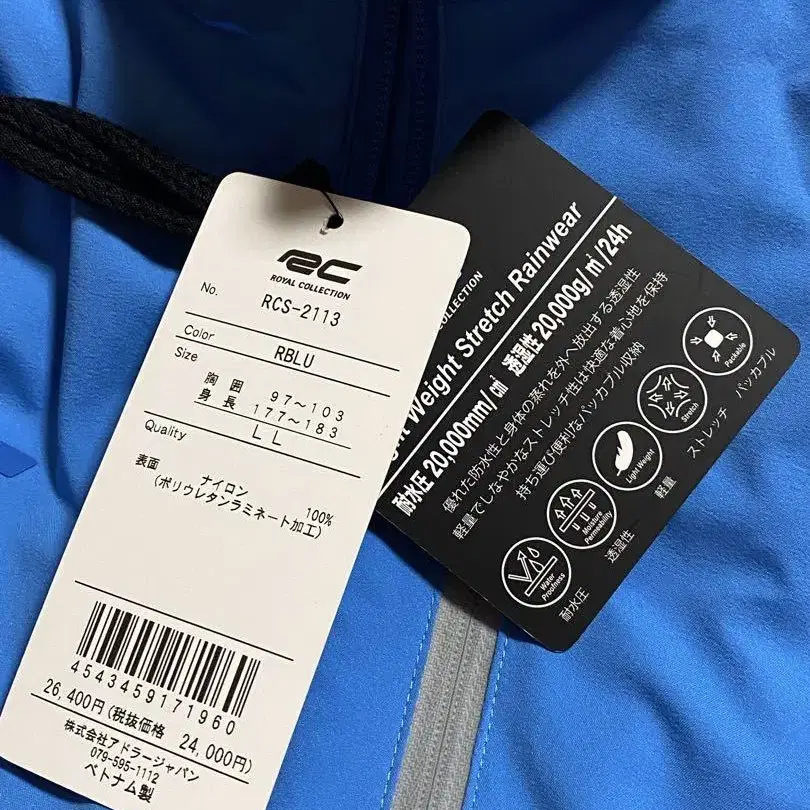 RC
ROYAL COLLECTION
No. RCS-2113
Color RBLU
Size 胸囲 97～103
身長 177～183
LL
Quality
表面 ナイロン 100%
(ポリウレタンラミネート加工)
4543459171960
26,400円(税抜価格 24,000円)
株式会社アドラージャパン
079-595-1112
ベトナム製
COLLECTION
Weight Stretch Rainwear
耐水圧 20,000mm/㎠ 透湿性 20,000g/㎡/24h
優れた防水性と身体の蒸れを外へ放出する透湿性
軽量でしなやかなストレッチ性は快適な着心地を保持
持ち運び便利なパッカブル収納
Water Proofness
耐水圧
Moisture Permeability
透湿性
Light Weight
軽量
Stretch
ストレッチ
Packable
パッカブル